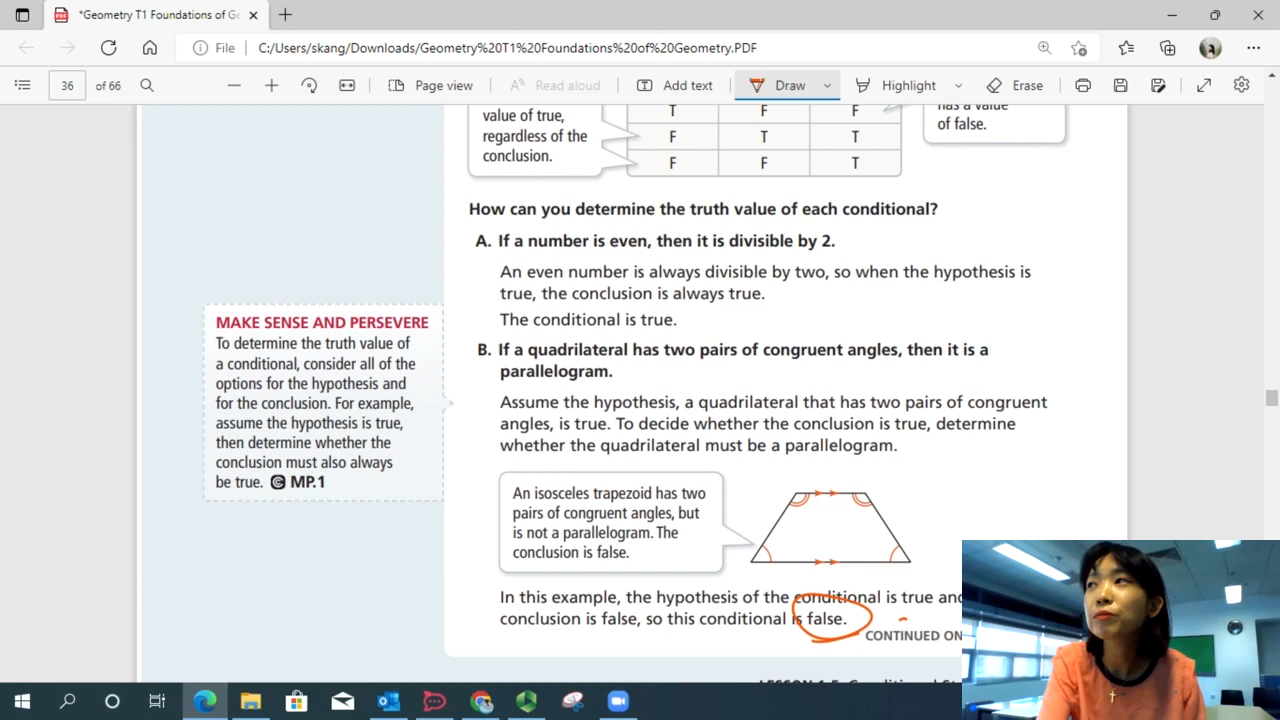 *Geometry T1 Foundations of Ge
File C:/Users/skang/Downloads/Geometry%20T1%20Foundations%20of%20Geometry.PDF
36 of 66 Page view Read aloud Add text Draw Highlight Erase
value of true,
regardless of the
conclusion.
T F F
F T T
F F T
has a value
of false.
How can you determine the truth value of each conditional?
A. If a number is even, then it is divisible by 2.
An even number is always divisible by two, so when the hypothesis is
true, the conclusion is always true.
The conditional is true.
MAKE SENSE AND PERSEVERE
To determine the truth value of
a conditional, consider all of the
options for the hypothesis and
for the conclusion. For example,
assume the hypothesis is true,
then determine whether the
conclusion must also always
be true. MP.1
B. If a quadrilateral has two pairs of congruent angles, then it is a
parallelogram.
Assume the hypothesis, a quadrilateral that has two pairs of congruent
angles, is true. To decide whether the conclusion is true, determine
whether the quadrilateral must be a parallelogram.
An isosceles trapezoid has two
pairs of congruent angles, but
is not a parallelogram. The
conclusion is false.
In this example, the hypothesis of the conditional is true and
conclusion is false, so this conditional is false.
CONTINUED ON